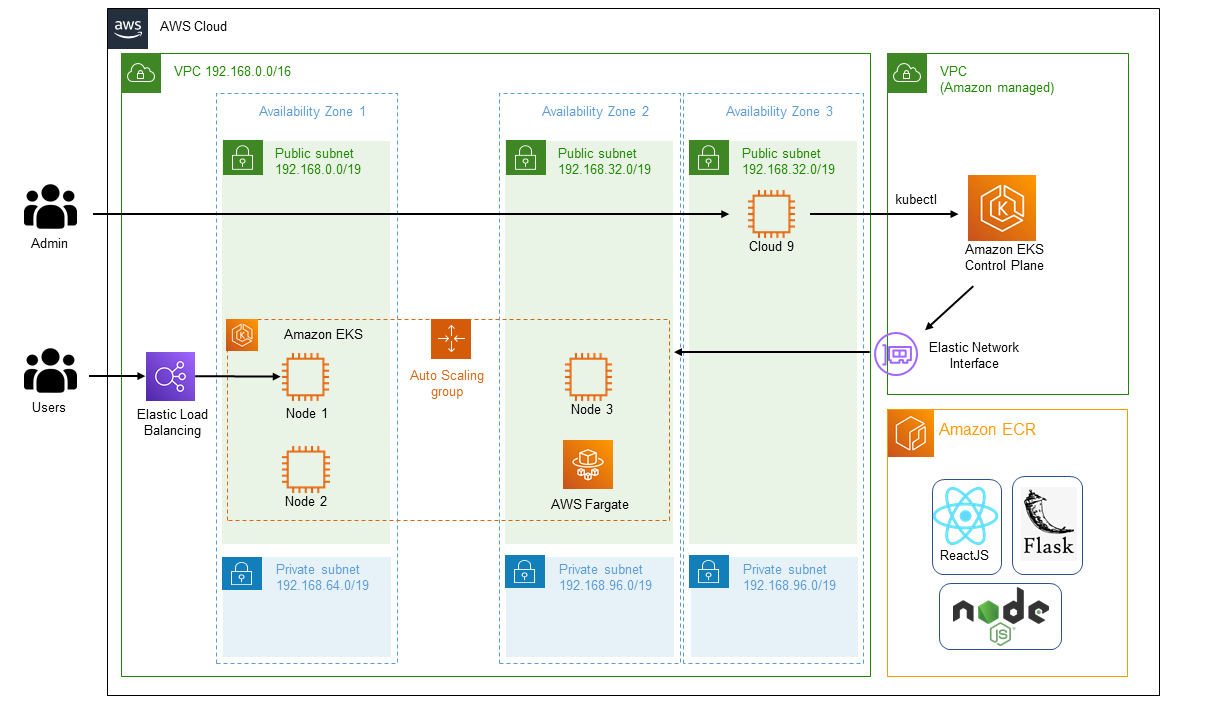 aws
AWS Cloud
VPC 192.168.0.0/16
VPC
(Amazon managed)
Availability Zone 1
Availability Zone 2
Availability Zone 3
Public subnet
192.168.0.0/19
Public subnet
192.168.32.0/19
Public subnet
192.168.32.0/19
Admin
Cloud 9
kubectl
K
Amazon EKS
Control Plane
K
Amazon EKS
Auto Scaling
group
Elastic Network
Interface
Users
Elastic Load
Balancing
Node 1
Node 3
Node 2
AWS Fargate
Amazon ECR
ReactJS
Flask
node
JS
Private subnet
192.168.64.0/19
Private subnet
192.168.96.0/19
Private subnet
192.168.96.0/19